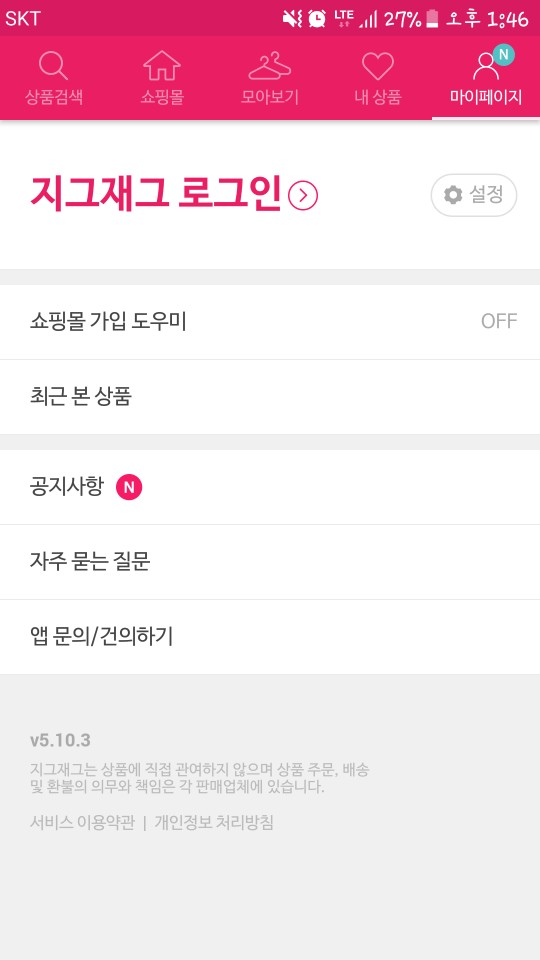 SKT LTE 27% 오후 1:46
N
상품검색 쇼핑몰 모아보기 내 상품 마이페이지
지그재그 로그인 설정
쇼핑몰 가입 도우미 OFF
최근 본 상품
공지사항 N
자주 묻는 질문
앱 문의/건의하기
v5.10.3
지그재그는 상품에 직접 관여하지 않으며 상품 주문, 배송
및 환불의 의무와 책임은 각 판매업체에 있습니다.
서비스 이용약관 | 개인정보 처리방침